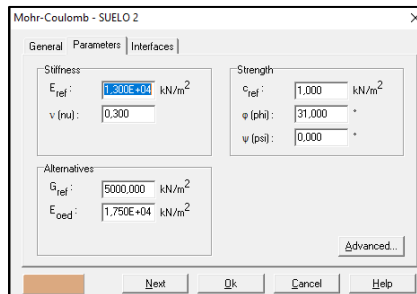 Mohr-Coulomb - SUELO 2
General Parameters Interfaces
Stiffness
E ref : 1,300E+04 kN/m²
ν (nu) : 0,300
Strength
c ref : 1,000 kN/m²
φ (phi) : 31,000 °
ψ (psi) : 0,000 °
Alternatives
G ref : 5000,000 kN/m²
E oed : 1,750E+04 kN/m²
Advanced...
Next Ok Cancel Help